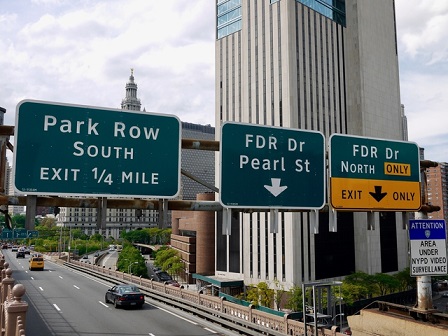 Park Row
SOUTH
EXIT 1/4 MILE
FDR Dr
Pearl St
FDR Dr
NORTH ONLY
EXIT ONLY
ATTENTION
AREA
UNDER
NYPD VIDEO
SURVEILLANCE